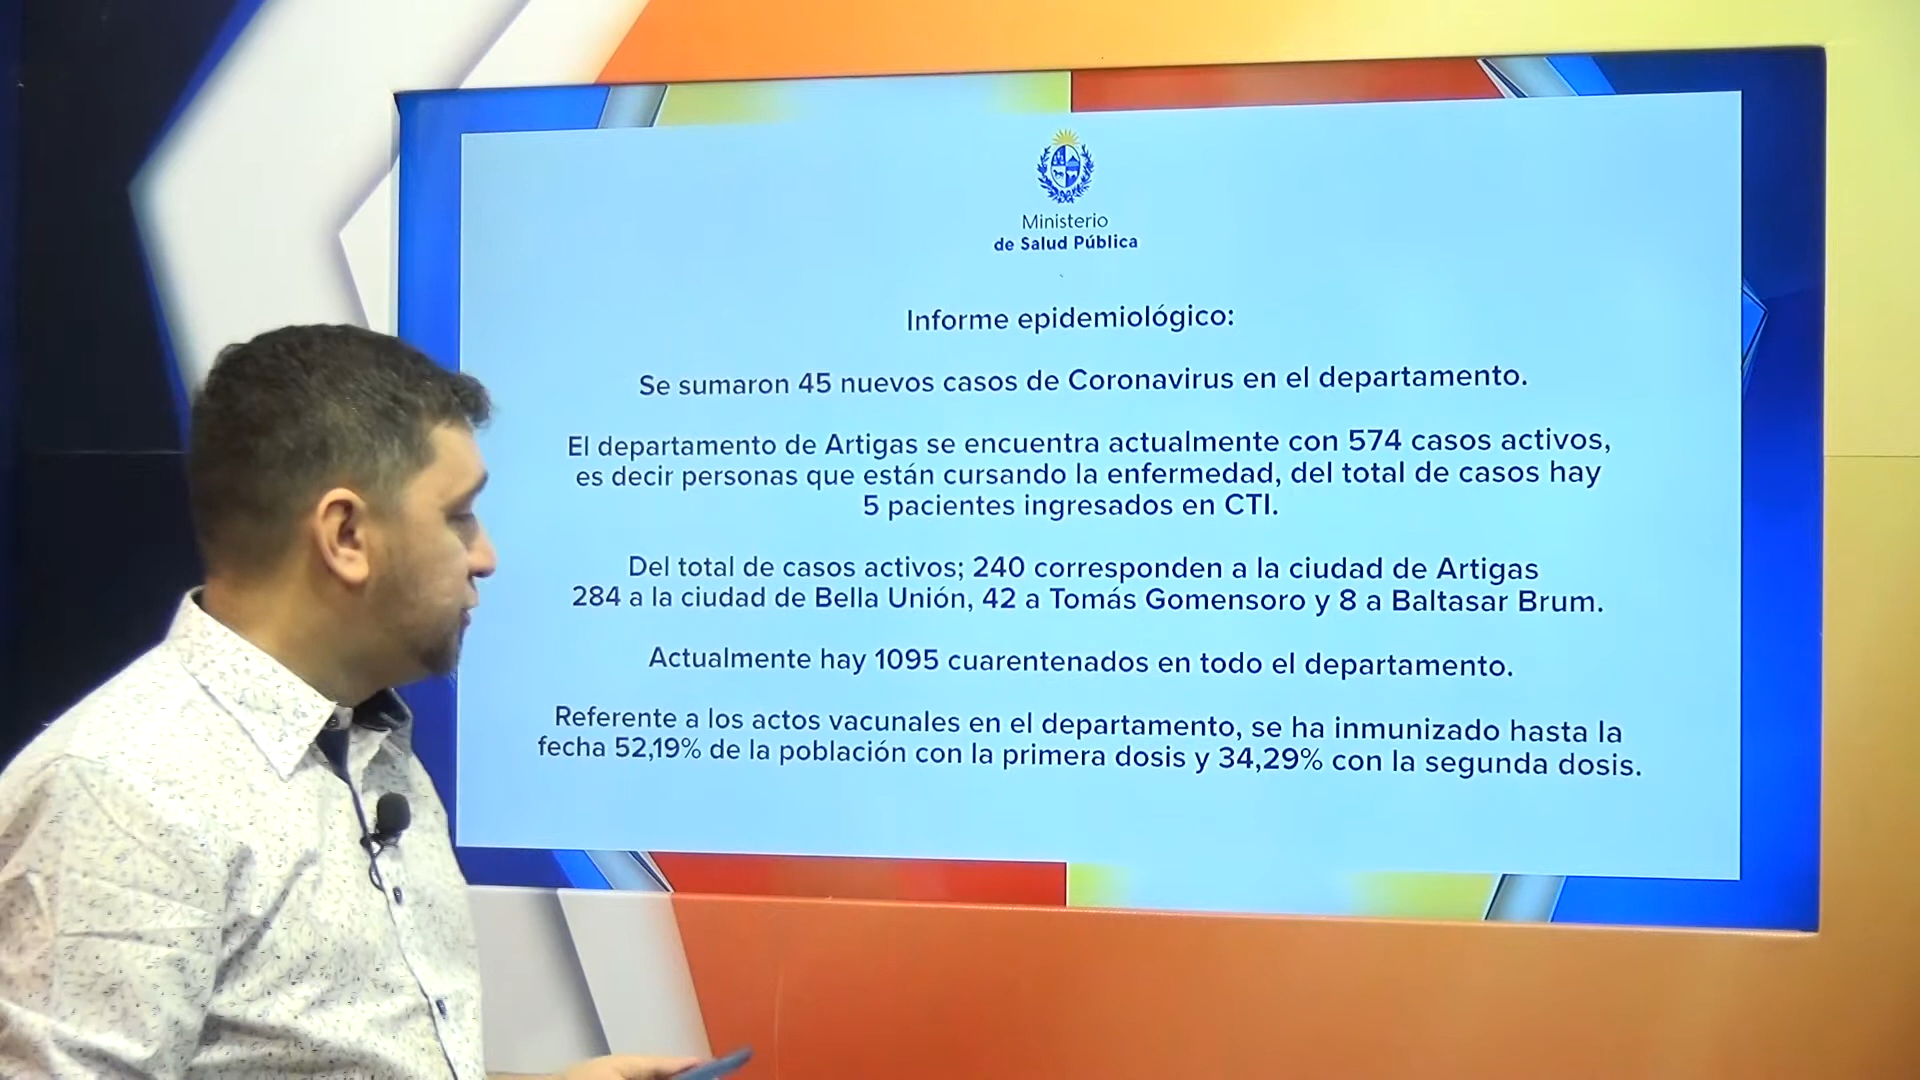 Ministerio
de Salud Pública
Informe epidemiológico:
Se sumaron 45 nuevos casos de Coronavirus en el departamento.
El departamento de Artigas se encuentra actualmente con 574 casos activos,
es decir personas que están cursando la enfermedad, del total de casos hay
5 pacientes ingresados en CTI.
Del total de casos activos; 240 corresponden a la ciudad de Artigas
284 a la ciudad de Bella Unión, 42 a Tomás Gomensoro y 8 a Baltasar Brum.
Actualmente hay 1095 cuarentenados en todo el departamento.
Referente a los actos vacunales en el departamento, se ha inmunizado hasta la
fecha 52,19% de la población con la primera dosis y 34,29% con la segunda dosis.